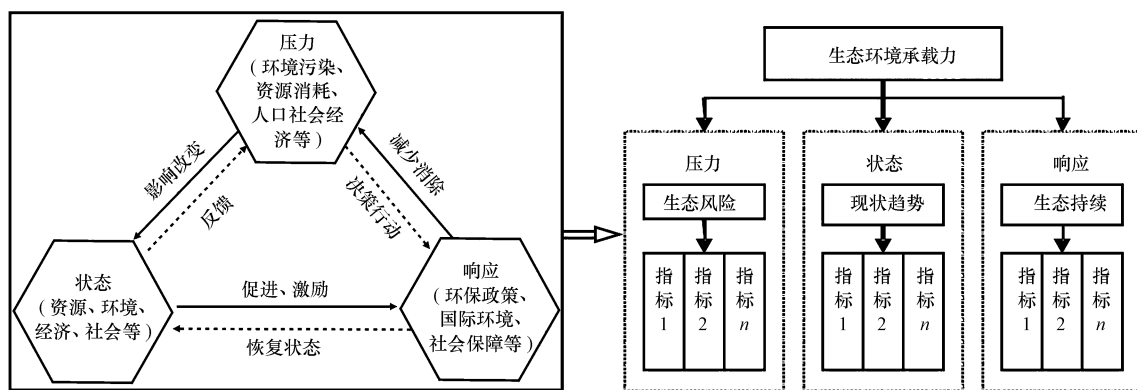 压力
（环境污染、
资源消耗、
人口社会经
济等）
影响改变
反馈
减少消除
决策行动
状态
（资源、环境、
经济、社会等）
促进、激励
恢复状态
响应
（环保政策、
国际环境、
社会保障等）
生态环境承载力
压力
生态风险
指标1
指标2
指标n
状态
现状趋势
指标1
指标2
指标n
响应
生态持续
指标1
指标2
指标n